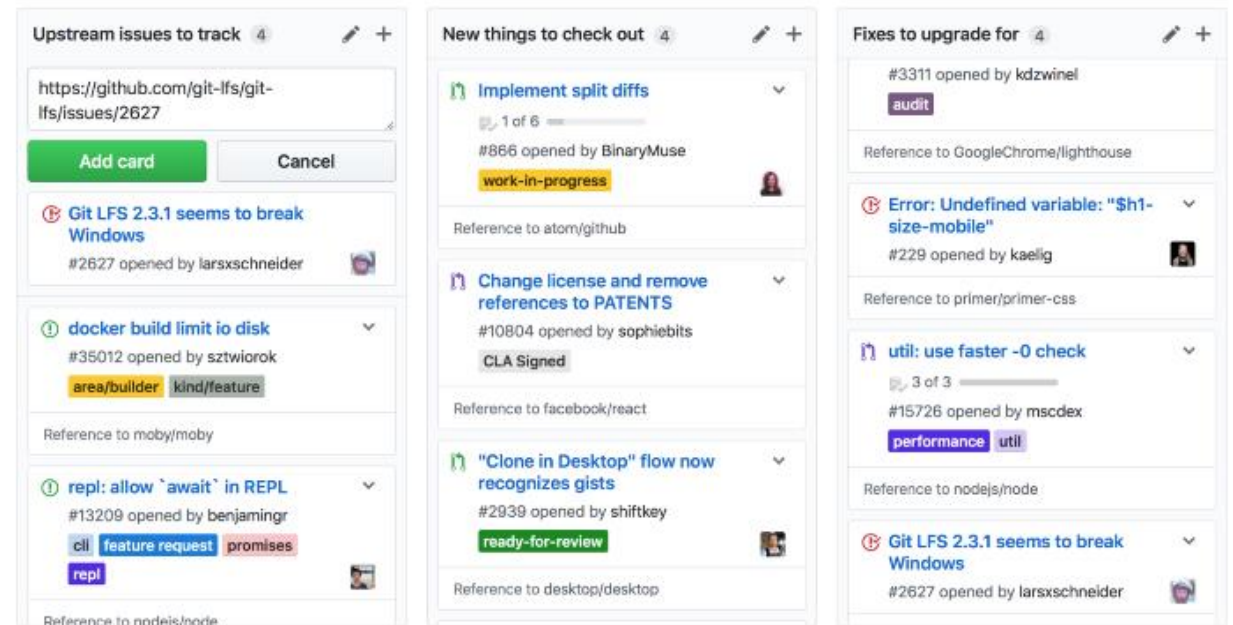 Upstream issues to track 4
https://github.com/git-lfs/git-
lfs/issues/2627
Add card Cancel
Git LFS 2.3.1 seems to break
Windows
#2627 opened by larsxschneider
docker build limit io disk
#35012 opened by sztwiorok
area/builder kind/feature
Reference to moby/moby
repl: allow `await` in REPL
#13209 opened by benjamingr
cli feature request promises
repl
Reference to nodejs/node
New things to check out 4
Implement split diffs
1 of 6
#866 opened by BinaryMuse
work-in-progress
Reference to atom/github
Change license and remove
references to PATENTS
#10804 opened by sophiebits
CLA Signed
Reference to facebook/react
"Clone in Desktop" flow now
recognizes gists
#2939 opened by shiftkey
ready-for-review
Reference to desktop/desktop
Fixes to upgrade for 4
#3311 opened by kdzwinel
audit
Reference to GoogleChrome/lighthouse
Error: Undefined variable: "$h1-
size-mobile"
#229 opened by kaelig
Reference to primer/primer-css
util: use faster -0 check
3 of 3
#15726 opened by mscdex
performance util
Reference to nodejs/node
Git LFS 2.3.1 seems to break
Windows
#2627 opened by larsxschneider